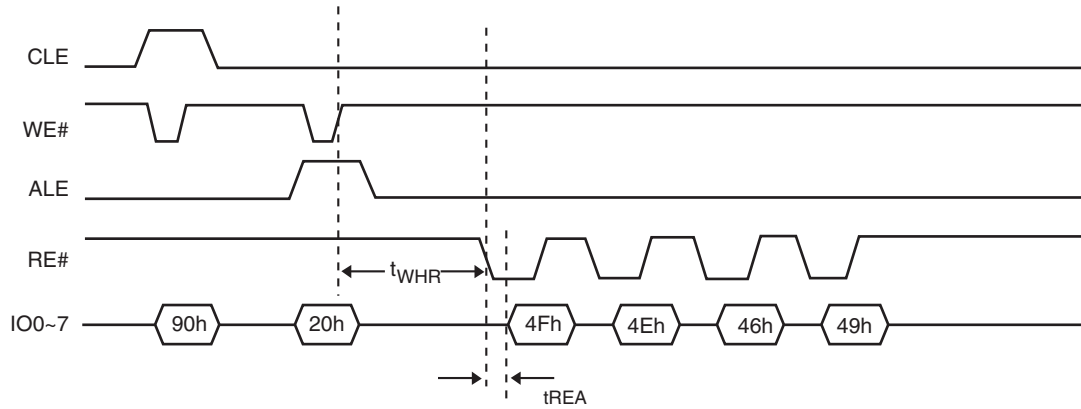 CLE
WE#
ALE
RE#
tWHR
IO0~7 90h 20h 4Fh 4Eh 46h 49h
tREA